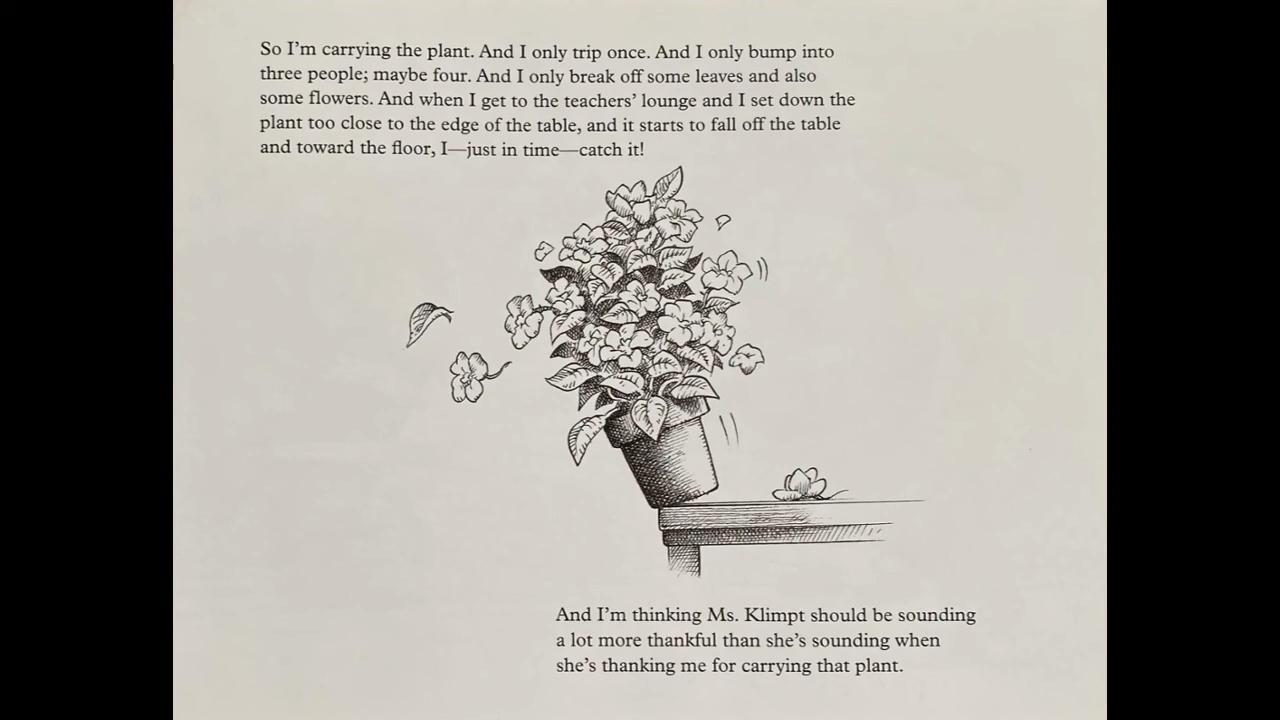 So I'm carrying the plant. And I only trip once. And I only bump into
three people; maybe four. And I only break off some leaves and also
some flowers. And when I get to the teachers' lounge and I set down the
plant too close to the edge of the table, and it starts to fall off the table
and toward the floor, I—just in time—catch it!
And I'm thinking Ms. Klimpt should be sounding
a lot more thankful than she's sounding when
she's thanking me for carrying that plant.